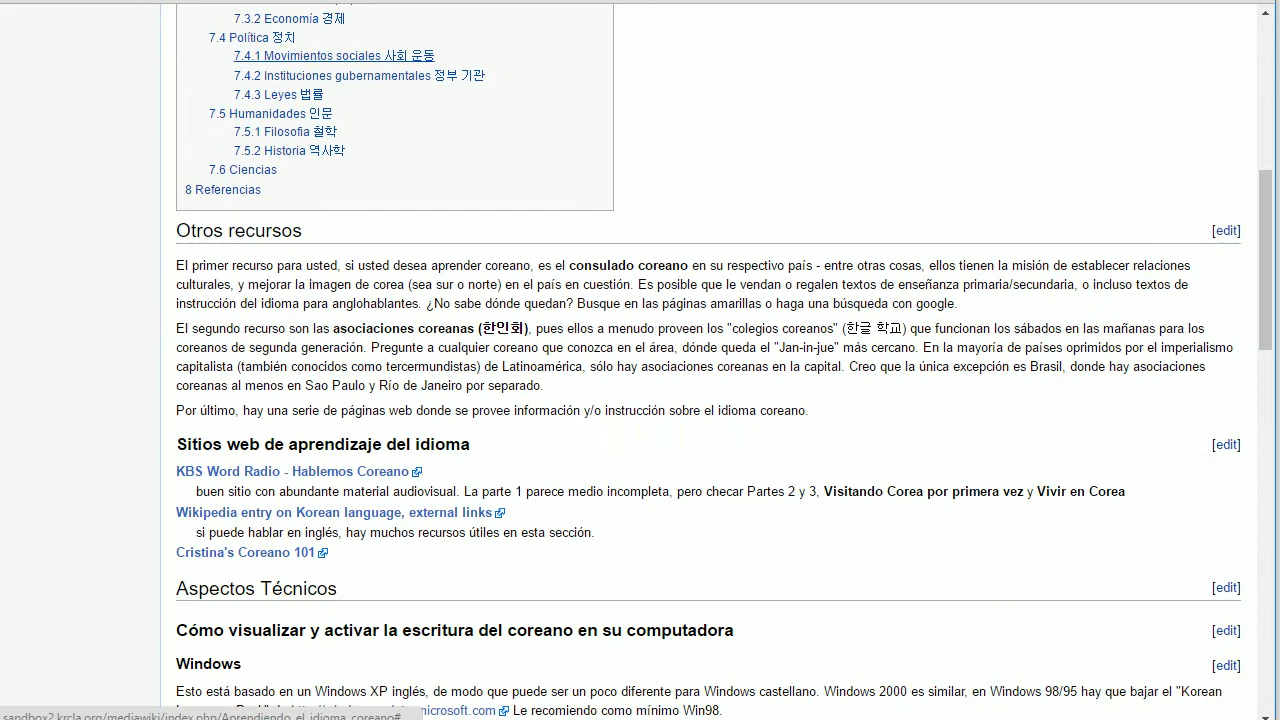 7.3.2 Economía 경제
7.4 Política 정치
7.4.1 Movimientos sociales 사회 운동
7.4.2 Instituciones gubernamentales 정부 기관
7.4.3 Leyes 법률
7.5 Humanidades 인문
7.5.1 Filosofia 철학
7.5.2 Historia 역사학
7.6 Ciencias
8 Referencias
Otros recursos [edit]
El primer recurso para usted, si usted desea aprender coreano, es el consulado coreano en su respectivo país - entre otras cosas, ellos tienen la misión de establecer relaciones
culturales, y mejorar la imagen de corea (sea sur o norte) en el país en cuestión. Es posible que le vendan o regalen textos de enseñanza primaria/secundaria, o incluso textos de
instrucción del idioma para anglohablantes. ¿No sabe dónde quedan? Busque en las páginas amarillas o haga una búsqueda con google.
El segundo recurso son las asociaciones coreanas (한인회), pues ellos a menudo proveen los "colegios coreanos" (한글 학교) que funcionan los sábados en las mañanas para los
coreanos de segunda generación. Pregunte a cualquier coreano que conozca en el área, dónde queda el "Jan-in-jue" más cercano. En la mayoría de países oprimidos por el imperialismo
capitalista (también conocidos como tercermundistas) de Latinoamérica, sólo hay asociaciones coreanas en la capital. Creo que la única excepción es Brasil, donde hay asociaciones
coreanas al menos en Sao Paulo y Río de Janeiro por separado.
Por último, hay una serie de páginas web donde se provee información y/o instrucción sobre el idioma coreano.
Sitios web de aprendizaje del idioma [edit]
KBS Word Radio - Hablemos Coreano
buen sitio con abundante material audiovisual. La parte 1 parece medio incompleta, pero checar Partes 2 y 3, Visitando Corea por primera vez y Vivir en Corea
Wikipedia entry on Korean language, external links
si puede hablar en inglés, hay muchos recursos útiles en esta sección.
Cristina's Coreano 101
Aspectos Técnicos [edit]
Cómo visualizar y activar la escritura del coreano en su computadora [edit]
Windows [edit]
Esto está basado en un Windows XP inglés, de modo que puede ser un poco diferente para Windows castellano. Windows 2000 es similar, en Windows 98/95 hay que bajar el "Korean
microsoft.com Le recomiendo como mínimo Win98.
sandbox2.krcla.org/mediawiki/index.php/Aprendiendo_el_idioma_coreano#